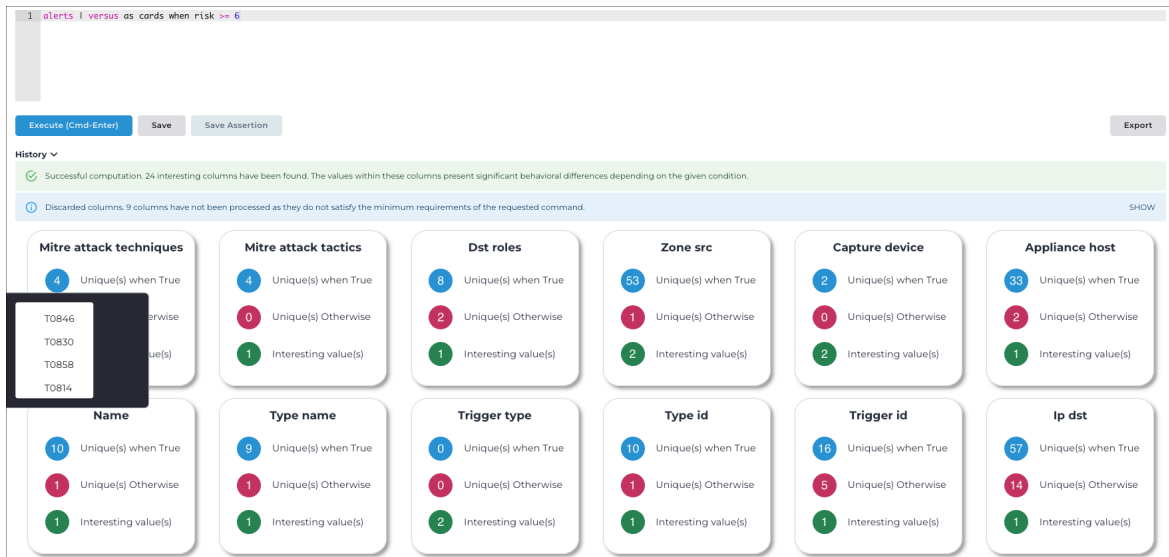 1 alerts | versus as cards when risk >= 6
Execute (Cmd-Enter) Save Save Assertion Export
History
Successful computation. 24 interesting columns have been found. The values within these columns present significant behavioral differences depending on the given condition.
Discarded columns. 9 columns have not been processed as they do not satisfy the minimum requirements of the requested command. SHOW
Mitre attack techniques Mitre attack tactics Dst roles Zone src Capture device Appliance host
4 Unique(s) when True 4 Unique(s) when True 8 Unique(s) when True 53 Unique(s) when True 2 Unique(s) when True 33 Unique(s) when True
erwise 0 Unique(s) Otherwise 2 Unique(s) Otherwise 1 Unique(s) Otherwise 0 Unique(s) Otherwise 2 Unique(s) Otherwise
ue(s) 1 Interesting value(s) 1 Interesting value(s) 2 Interesting value(s) 2 Interesting value(s) 1 Interesting value(s)
T0846
T0830
T0858
T0814
Name Type name Trigger type Type id Trigger id Ip dst
10 Unique(s) when True 9 Unique(s) when True 0 Unique(s) when True 10 Unique(s) when True 16 Unique(s) when True 57 Unique(s) when True
1 Unique(s) Otherwise 1 Unique(s) Otherwise 0 Unique(s) Otherwise 1 Unique(s) Otherwise 5 Unique(s) Otherwise 14 Unique(s) Otherwise
1 Interesting value(s) 1 Interesting value(s) 2 Interesting value(s) 1 Interesting value(s) 1 Interesting value(s) 1 Interesting value(s)